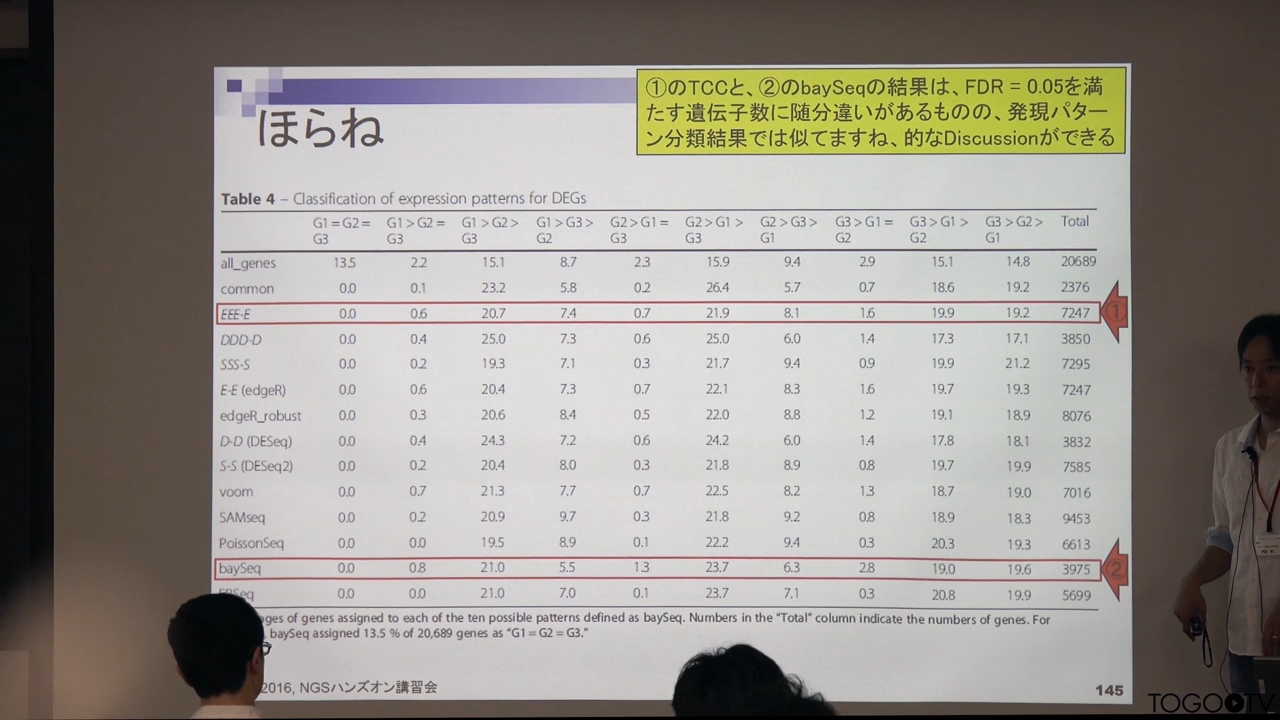 ①のTCCと、②のbaySeqの結果は、FDR = 0.05を満
たす遺伝子数に随分違いがあるものの、発現パター
ン分類結果では似てますね、的なDiscussionができる
ほらね
Table 4 – Classification of expression patterns for DEGs
G1 = G2 = G3 G1 > G2 = G3 G1 > G2 > G3 G1 > G3 > G2 G2 > G1 = G3 G2 > G1 > G3 G2 > G3 > G1 G3 > G1 = G2 G3 > G1 > G2 G3 > G2 > G1 Total
all_genes 13.5 2.2 15.1 8.7 2.3 15.9 9.4 2.9 15.1 14.8 20689
common 0.0 0.1 23.2 5.8 0.2 26.4 5.7 0.7 18.6 19.2 2376
EEE-E 0.0 0.6 20.7 7.4 0.7 21.9 8.1 1.6 19.9 19.2 7247 ①
DDD-D 0.0 0.4 25.0 7.3 0.6 25.0 6.0 1.4 17.3 17.1 3850
SSS-S 0.0 0.2 19.3 7.1 0.3 21.7 9.4 0.9 19.9 21.2 7295
E-E (edgeR) 0.0 0.6 20.4 7.3 0.7 22.1 8.3 1.6 19.7 19.3 7247
edgeR_robust 0.0 0.3 20.6 8.4 0.5 22.0 8.8 1.2 19.1 18.9 8076
D-D (DESeq) 0.0 0.4 24.3 7.2 0.6 24.2 6.0 1.4 17.8 18.1 3832
S-S (DESeq2) 0.0 0.2 20.4 8.0 0.3 21.8 8.9 0.8 19.7 19.9 7585
voom 0.0 0.7 21.3 7.7 0.7 22.5 8.2 1.3 18.7 19.0 7016
SAMseq 0.0 0.2 20.9 9.7 0.3 21.8 9.2 0.8 18.9 18.3 9453
PoissonSeq 0.0 0.0 19.5 8.9 0.1 22.2 9.4 0.3 20.3 19.3 6613
baySeq 0.0 0.8 21.0 5.5 1.3 23.7 6.3 2.8 19.0 19.6 3975 ②
0.0 0.0 21.0 7.0 0.1 23.7 7.1 0.3 20.8 19.9 5699
ges of genes assigned to each of the ten possible patterns defined as baySeq. Numbers in the "Total" column indicate the numbers of genes. For
baySeq assigned 13.5 % of 20,689 genes as "G1 = G2 = G3."
2016, NGSハンズオン講習会
145
TOGOTV